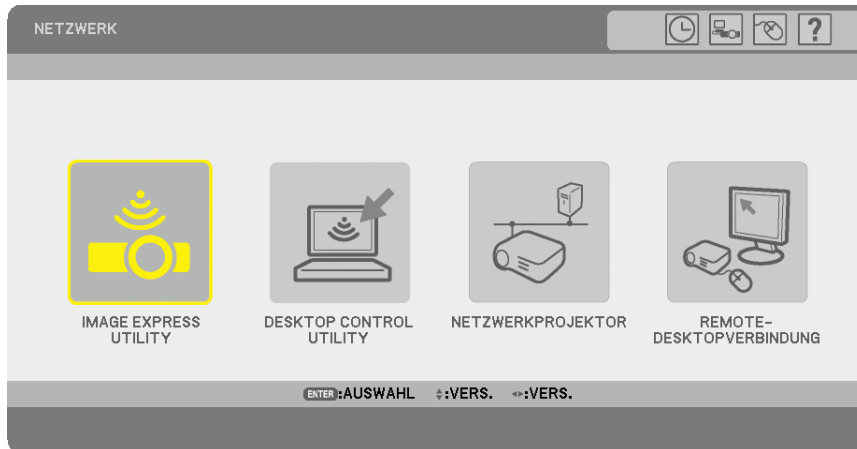 NETZWERK
?
IMAGE EXPRESS
UTILITY
DESKTOP CONTROL
UTILITY
NETZWERKPROJEKTOR
REMOTE-
DESKTOPVERBINDUNG
ENTER:AUSWAHL :VERS. :VERS.